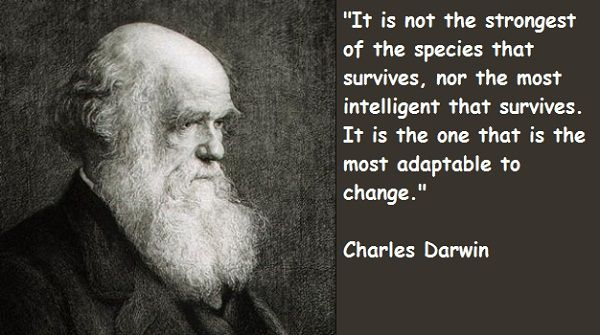 "It is not the strongest
of the species that
survives, nor the most
intelligent that survives.
It is the one that is the
most adaptable to
change."
Charles Darwin